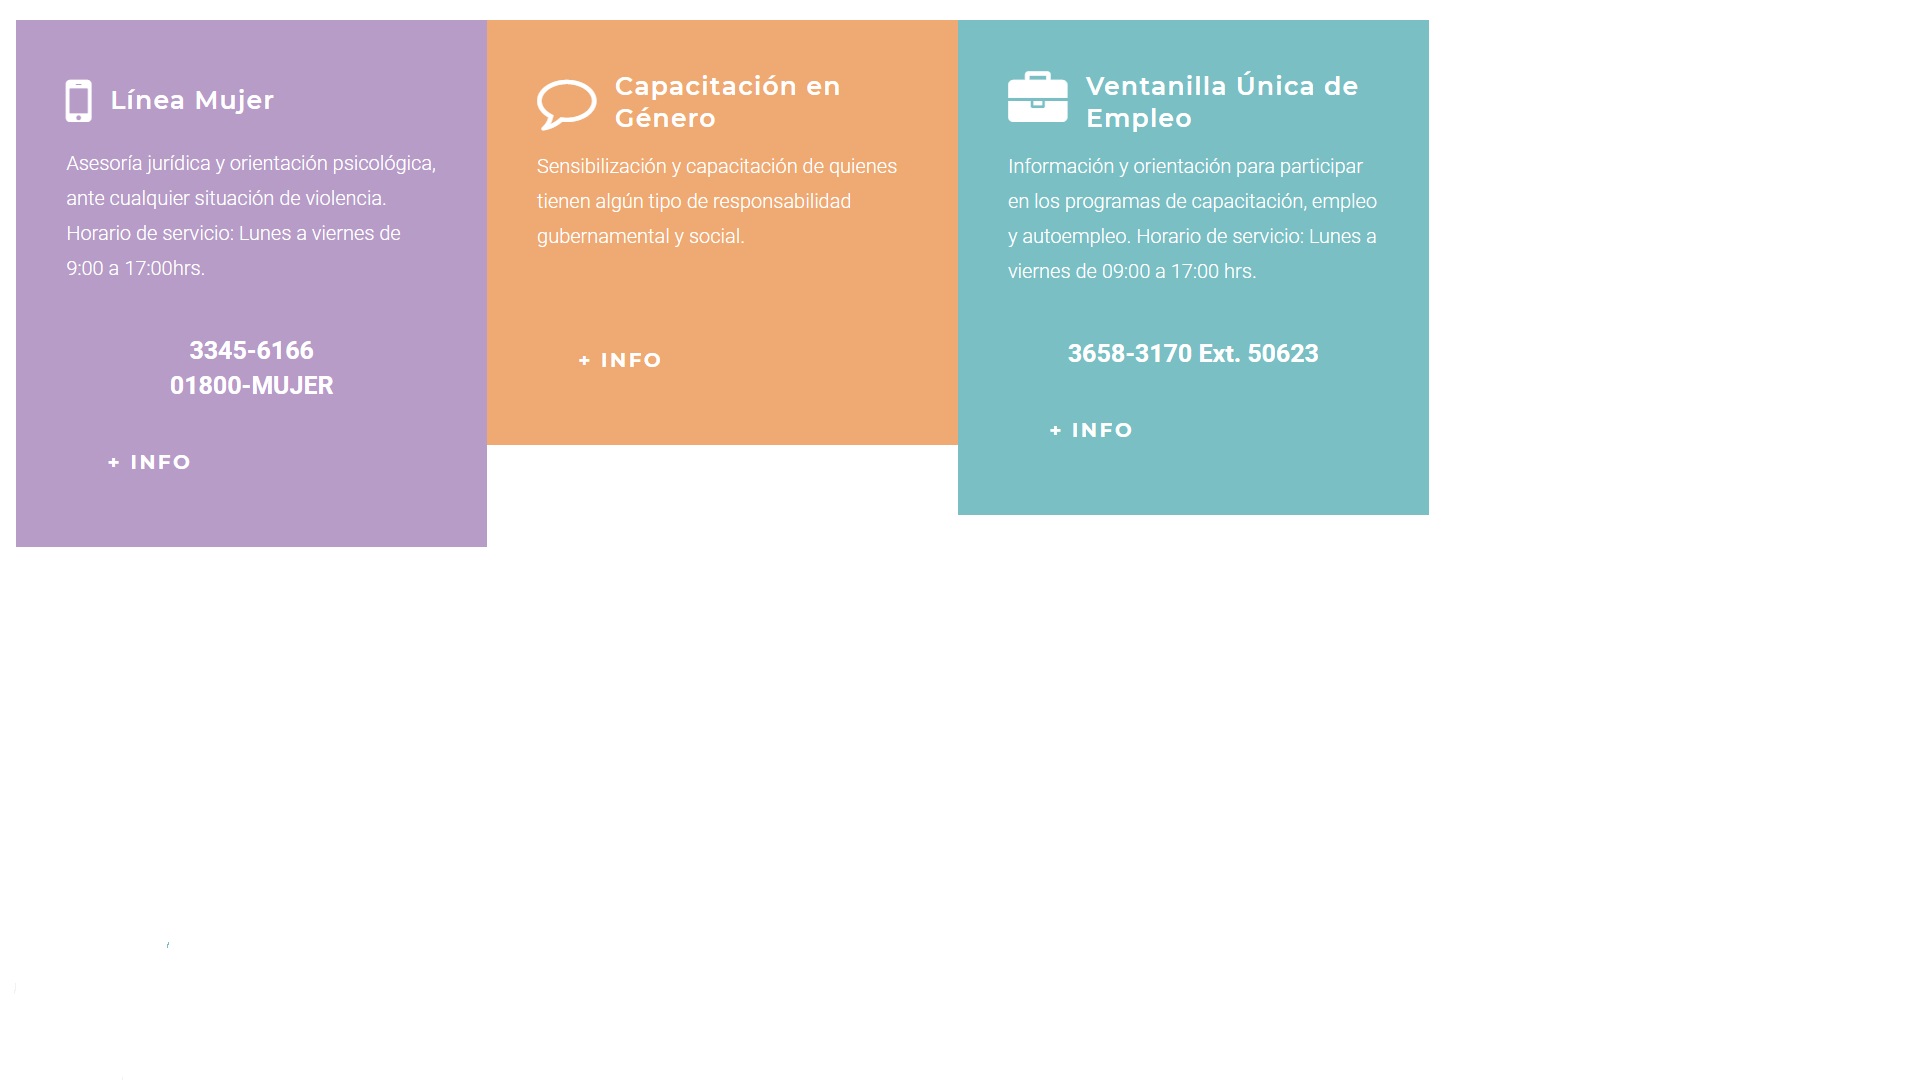 Línea Mujer
Asesoría jurídica y orientación psicológica,
ante cualquier situación de violencia.
Horario de servicio: Lunes a viernes de
9:00 a 17:00hrs.
3345-6166
01800-MUJER
+ INFO
Capacitación en
Género
Sensibilización y capacitación de quienes
tienen algún tipo de responsabilidad
gubernamental y social.
+ INFO
Ventanilla Única de
Empleo
Información y orientación para participar
en los programas de capacitación, empleo
y autoempleo. Horario de servicio: Lunes a
viernes de 09:00 a 17:00 hrs.
3658-3170 Ext. 50623
+ INFO